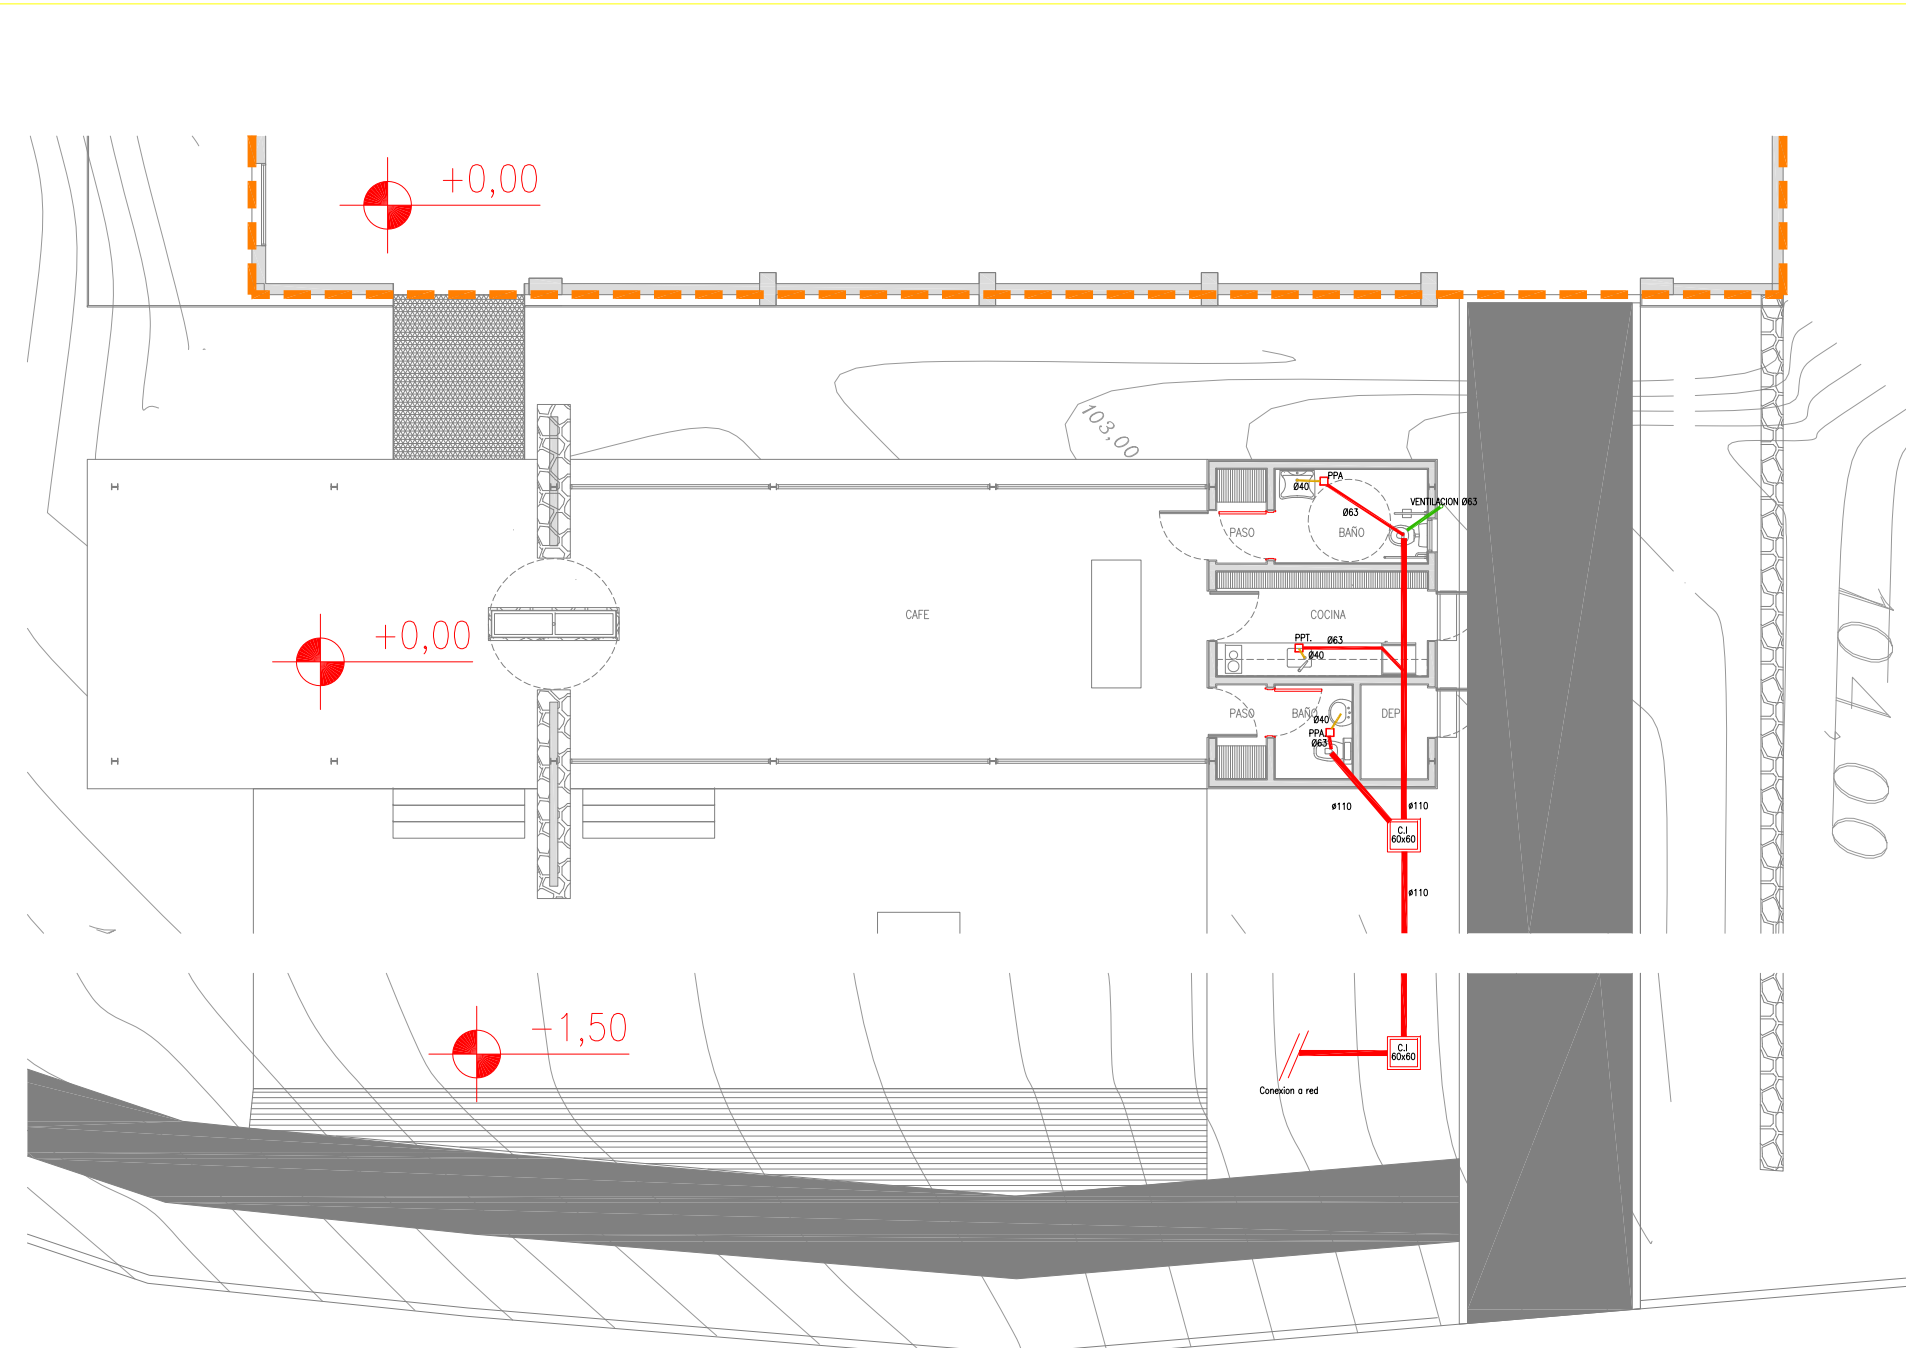 +0,00
103,00
PPA
Ø40
VENTILACION Ø63
Ø63
PASO
BAÑO
CAFE
COCINA
+0,00
104,00
PPT.
Ø63
Ø40
PASO
BAÑO
DEP
Ø40
PPA
Ø63
ø110
ø110
C.I
60x60
ø110
-1,50
C.I
60x60
Conexion a red